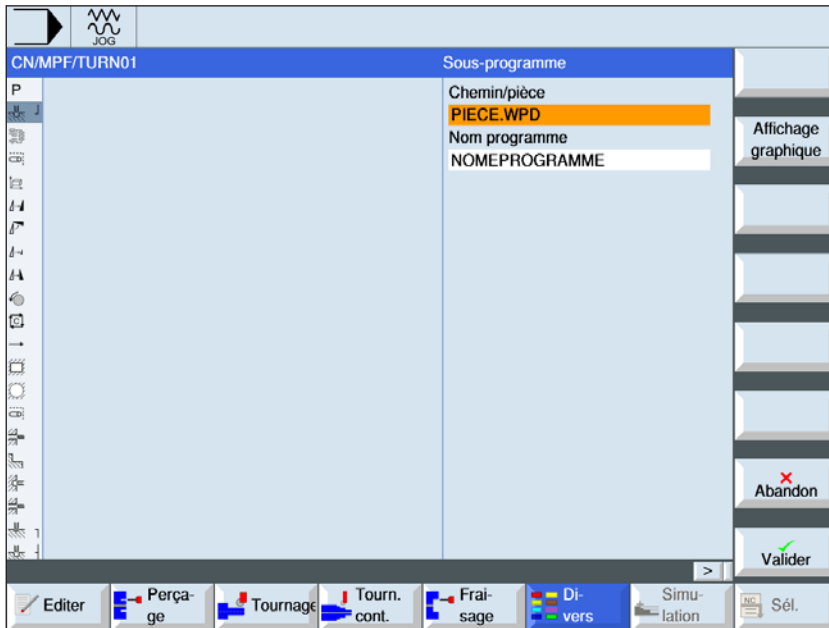 JOG
CN/MPF/TURN01
Sous-programme
P
Chemin/pièce
PIECE.WPD
Nom programme
NOMEPROGRAMME
Affichage
graphique
Abandon
Valider
>
Editer
Perça-
ge
Tournage
Tourn.
cont.
Frai-
sage
Di-
vers
Simu-
lation
NC
Sél.